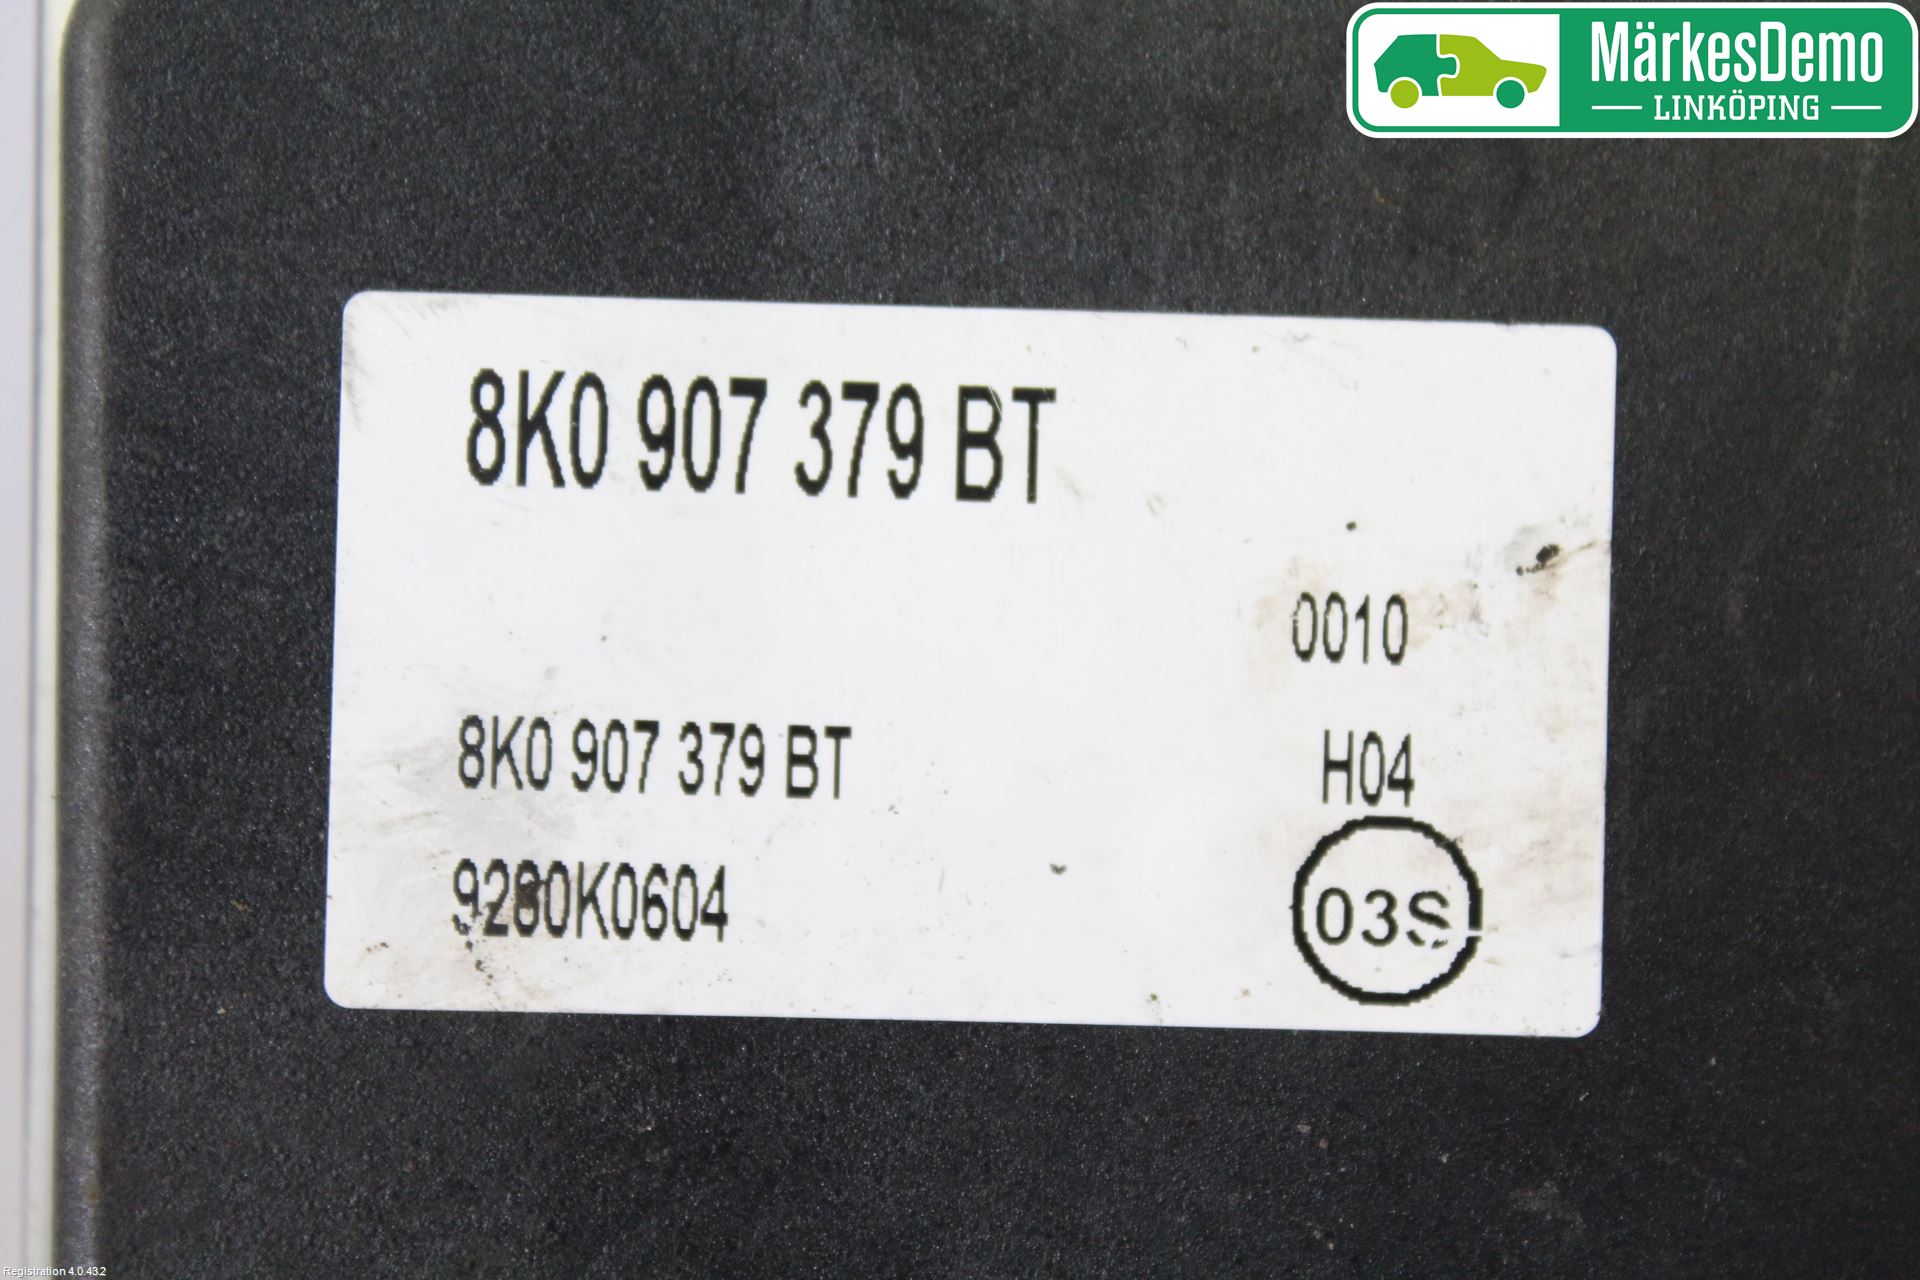 MärkesDemo
LINKÖPING
8K0 907 379 BT
0010
8K0 907 379 BT
H04
9280K0604
03S
Registration 4.0.43.2